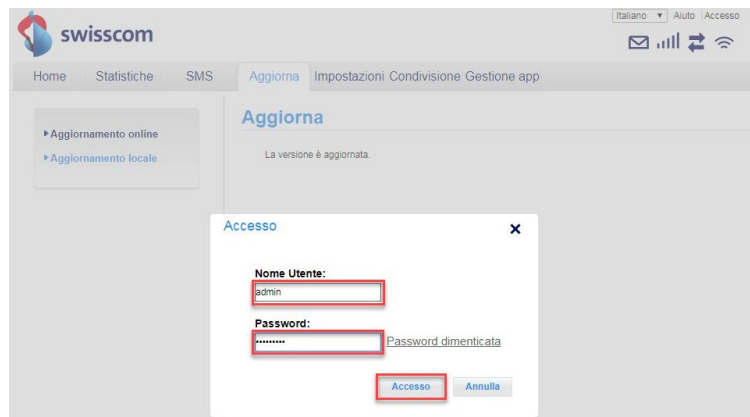 Italiano Aiuto Accesso
swisscom
Home Statistiche SMS Aggiorna Impostazioni Condivisione Gestione app
Aggiorna
Aggiornamento online
Aggiornamento locale
La versione è aggiornata.
Accesso
Nome Utente:
admin
Password:
Password dimenticata
Accesso Annulla